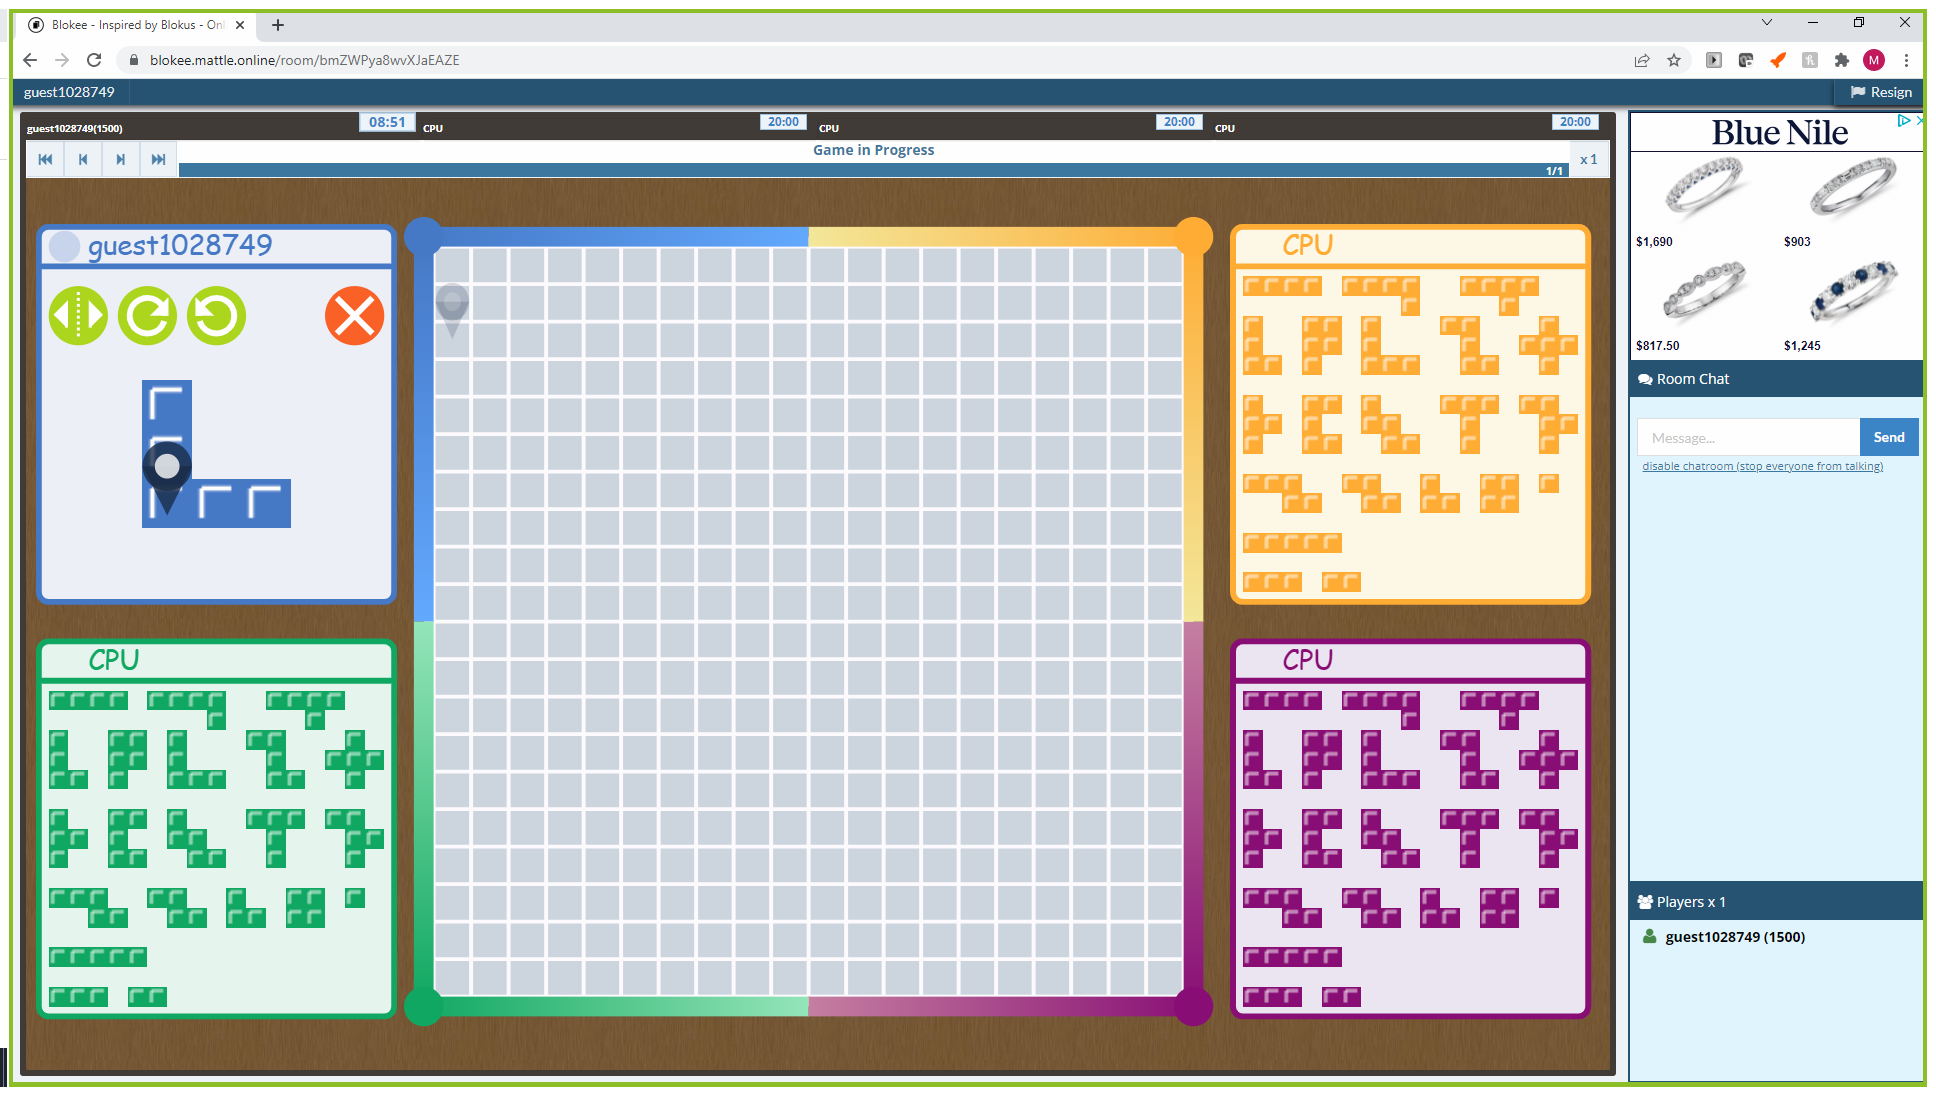 Blokee - Inspired by Blokus - Onl
blokee.mattle.online/room/bmZWPya8wvXJaEAZE
M
guest1028749
Resign
guest1028749(1500)
08:51
CPU
20:00
CPU
20:00
CPU
20:00
Game in Progress
1/1
x 1
guest1028749
CPU
CPU
CPU
Blue Nile
$1,690
$903
$817.50
$1,245
Room Chat
Message...
Send
disable chatroom (stop everyone from talking)
Players x 1
guest1028749 (1500)